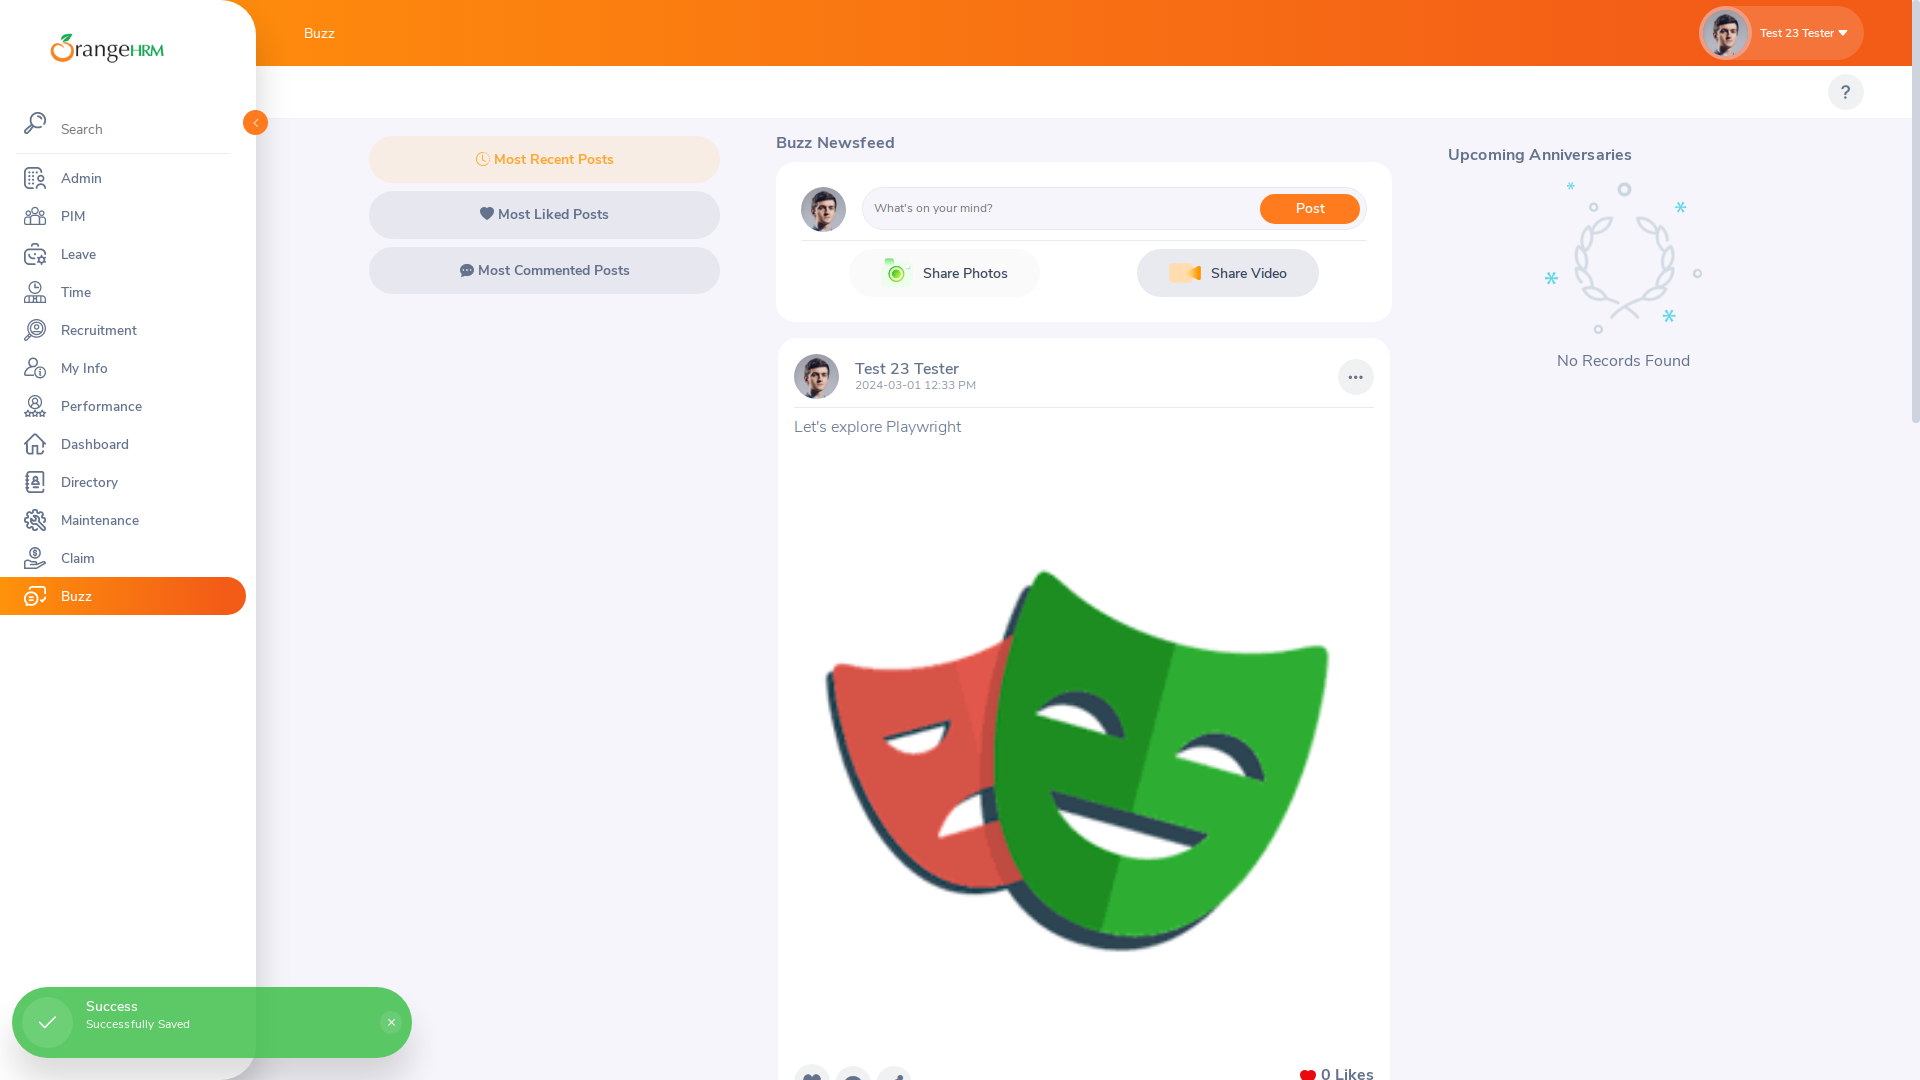 OrangeHRM
Search
Admin
PIM
Leave
Time
Recruitment
My Info
Performance
Dashboard
Directory
Maintenance
Claim
Buzz
Buzz
Test 23 Tester
?
Most Recent Posts
Most Liked Posts
Most Commented Posts
Buzz Newsfeed
What's on your mind?
Post
Share Photos
Share Video
Test 23 Tester
2024-03-01 12:33 PM
Let's explore Playwright
0 Likes
Upcoming Anniversaries
No Records Found
Success
Successfully Saved